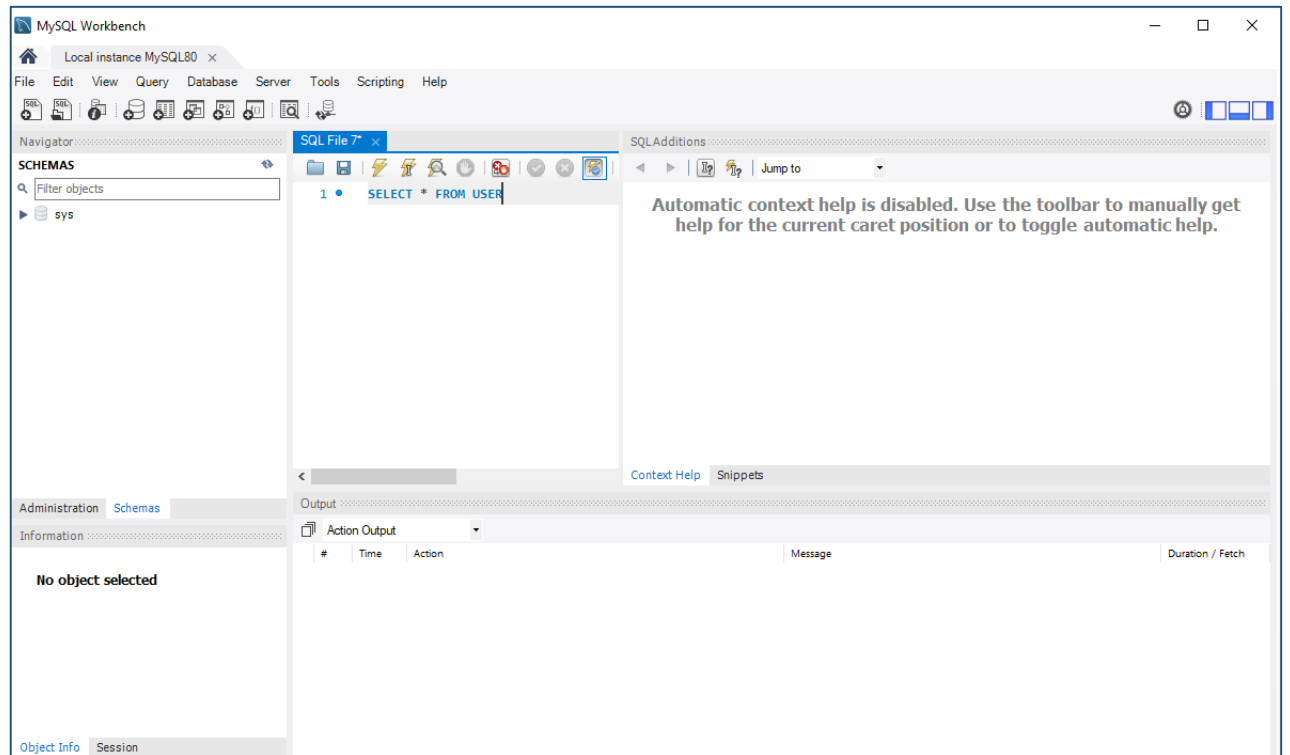 MySQL Workbench
Local instance MySQL80
File Edit View Query Database Server Tools Scripting Help
Navigator
SCHEMAS
Filter objects
sys
Administration Schemas
Information
No object selected
Object Info Session
SQL File 7*
1 SELECT * FROM USER
SQLAdditions
Jump to
Automatic context help is disabled. Use the toolbar to manually get
help for the current caret position or to toggle automatic help.
Context Help Snippets
Output
Action Output
# Time Action Message Duration / Fetch